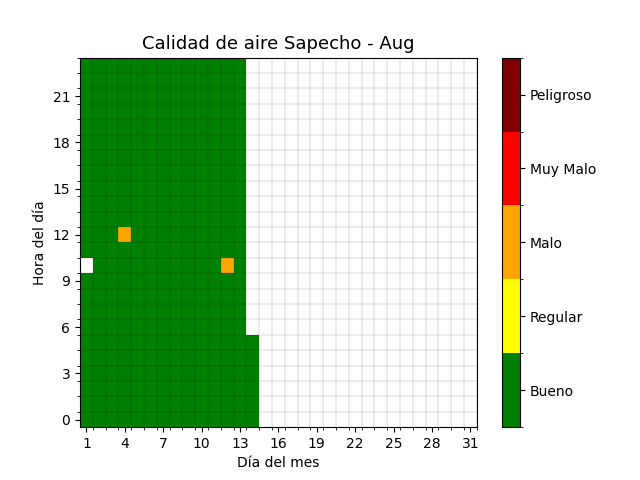 Calidad de aire Sapecho - Aug
21
18
15
12
9
6
3
0
Hora del día
1 4 7 10 13 16 19 22 25 28 31
Día del mes
Peligroso
Muy Malo
Malo
Regular
Bueno